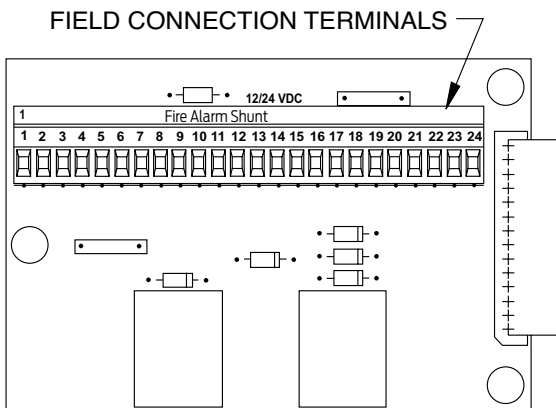 FIELD CONNECTION TERMINALS
12/24 VDC
1
Fire Alarm Shunt
1 2 3 4 5 6 7 8 9 10 11 12 13 14 15 16 17 18 19 20 21 22 23 24